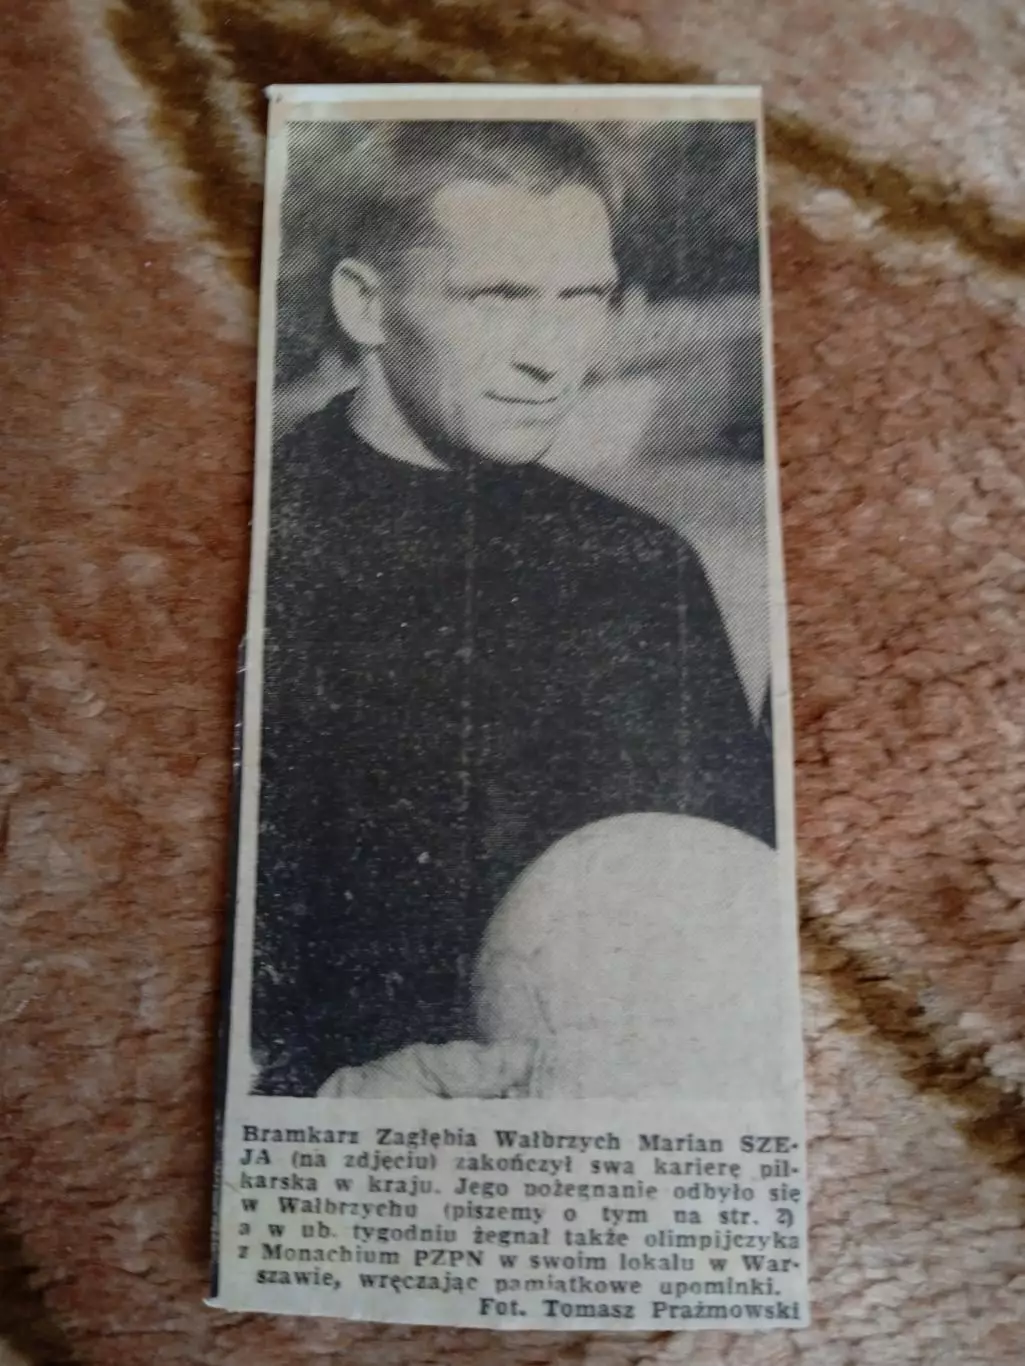 Bramkarz Zagłębia Wałbrzych Marian SZE-
JA (na zdjęciu) zakończył swa karierę pił-
karska w kraju. Jego pożegnanie odbyło się
w Wałbrzychu (piszemy o tym na str. 2)
a w ub. tygodniu żegnał także olimpijczyka
z Monachium PZPN w swoim lokalu w War-
szawie, wręczając pamiątkowe upominki.
Fot. Tomasz Prażmowski